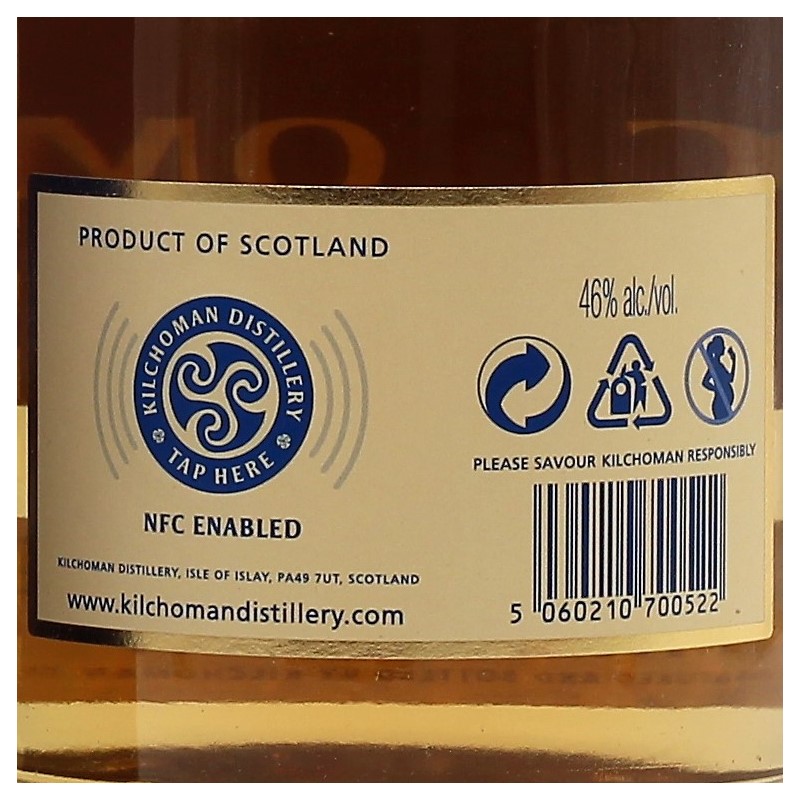 PRODUCT OF SCOTLAND
KILCHOMAN DISTILLERY
TAP HERE
NFC ENABLED
KILCHOMAN DISTILLERY, ISLE OF ISLAY, PA49 7UT, SCOTLAND
www.kilchomandistillery.com
46% alc./vol.
PLEASE SAVOUR KILCHOMAN RESPONSIBLY
5 060210 700522